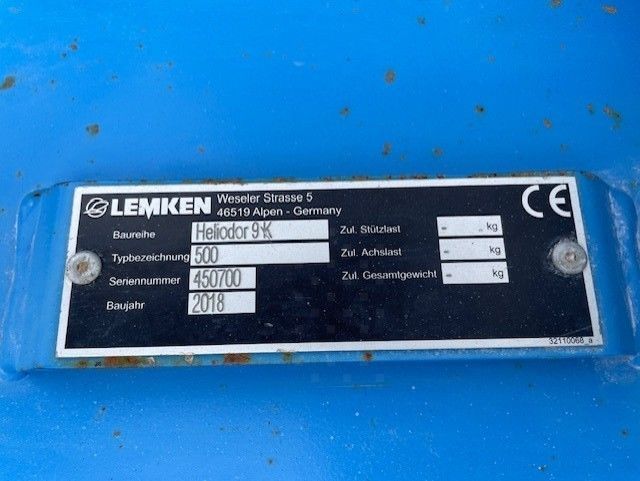 LEMKEN Weseler Strasse 5
46519 Alpen - Germany
CE
Baureihe Heliodor 9-K Zul. Stützlast - - kg
Typbezeichnung 500 Zul. Achslast - kg
Seriennummer 450700 Zul. Gesamtgewicht - kg
Baujahr 2018
32110068_a